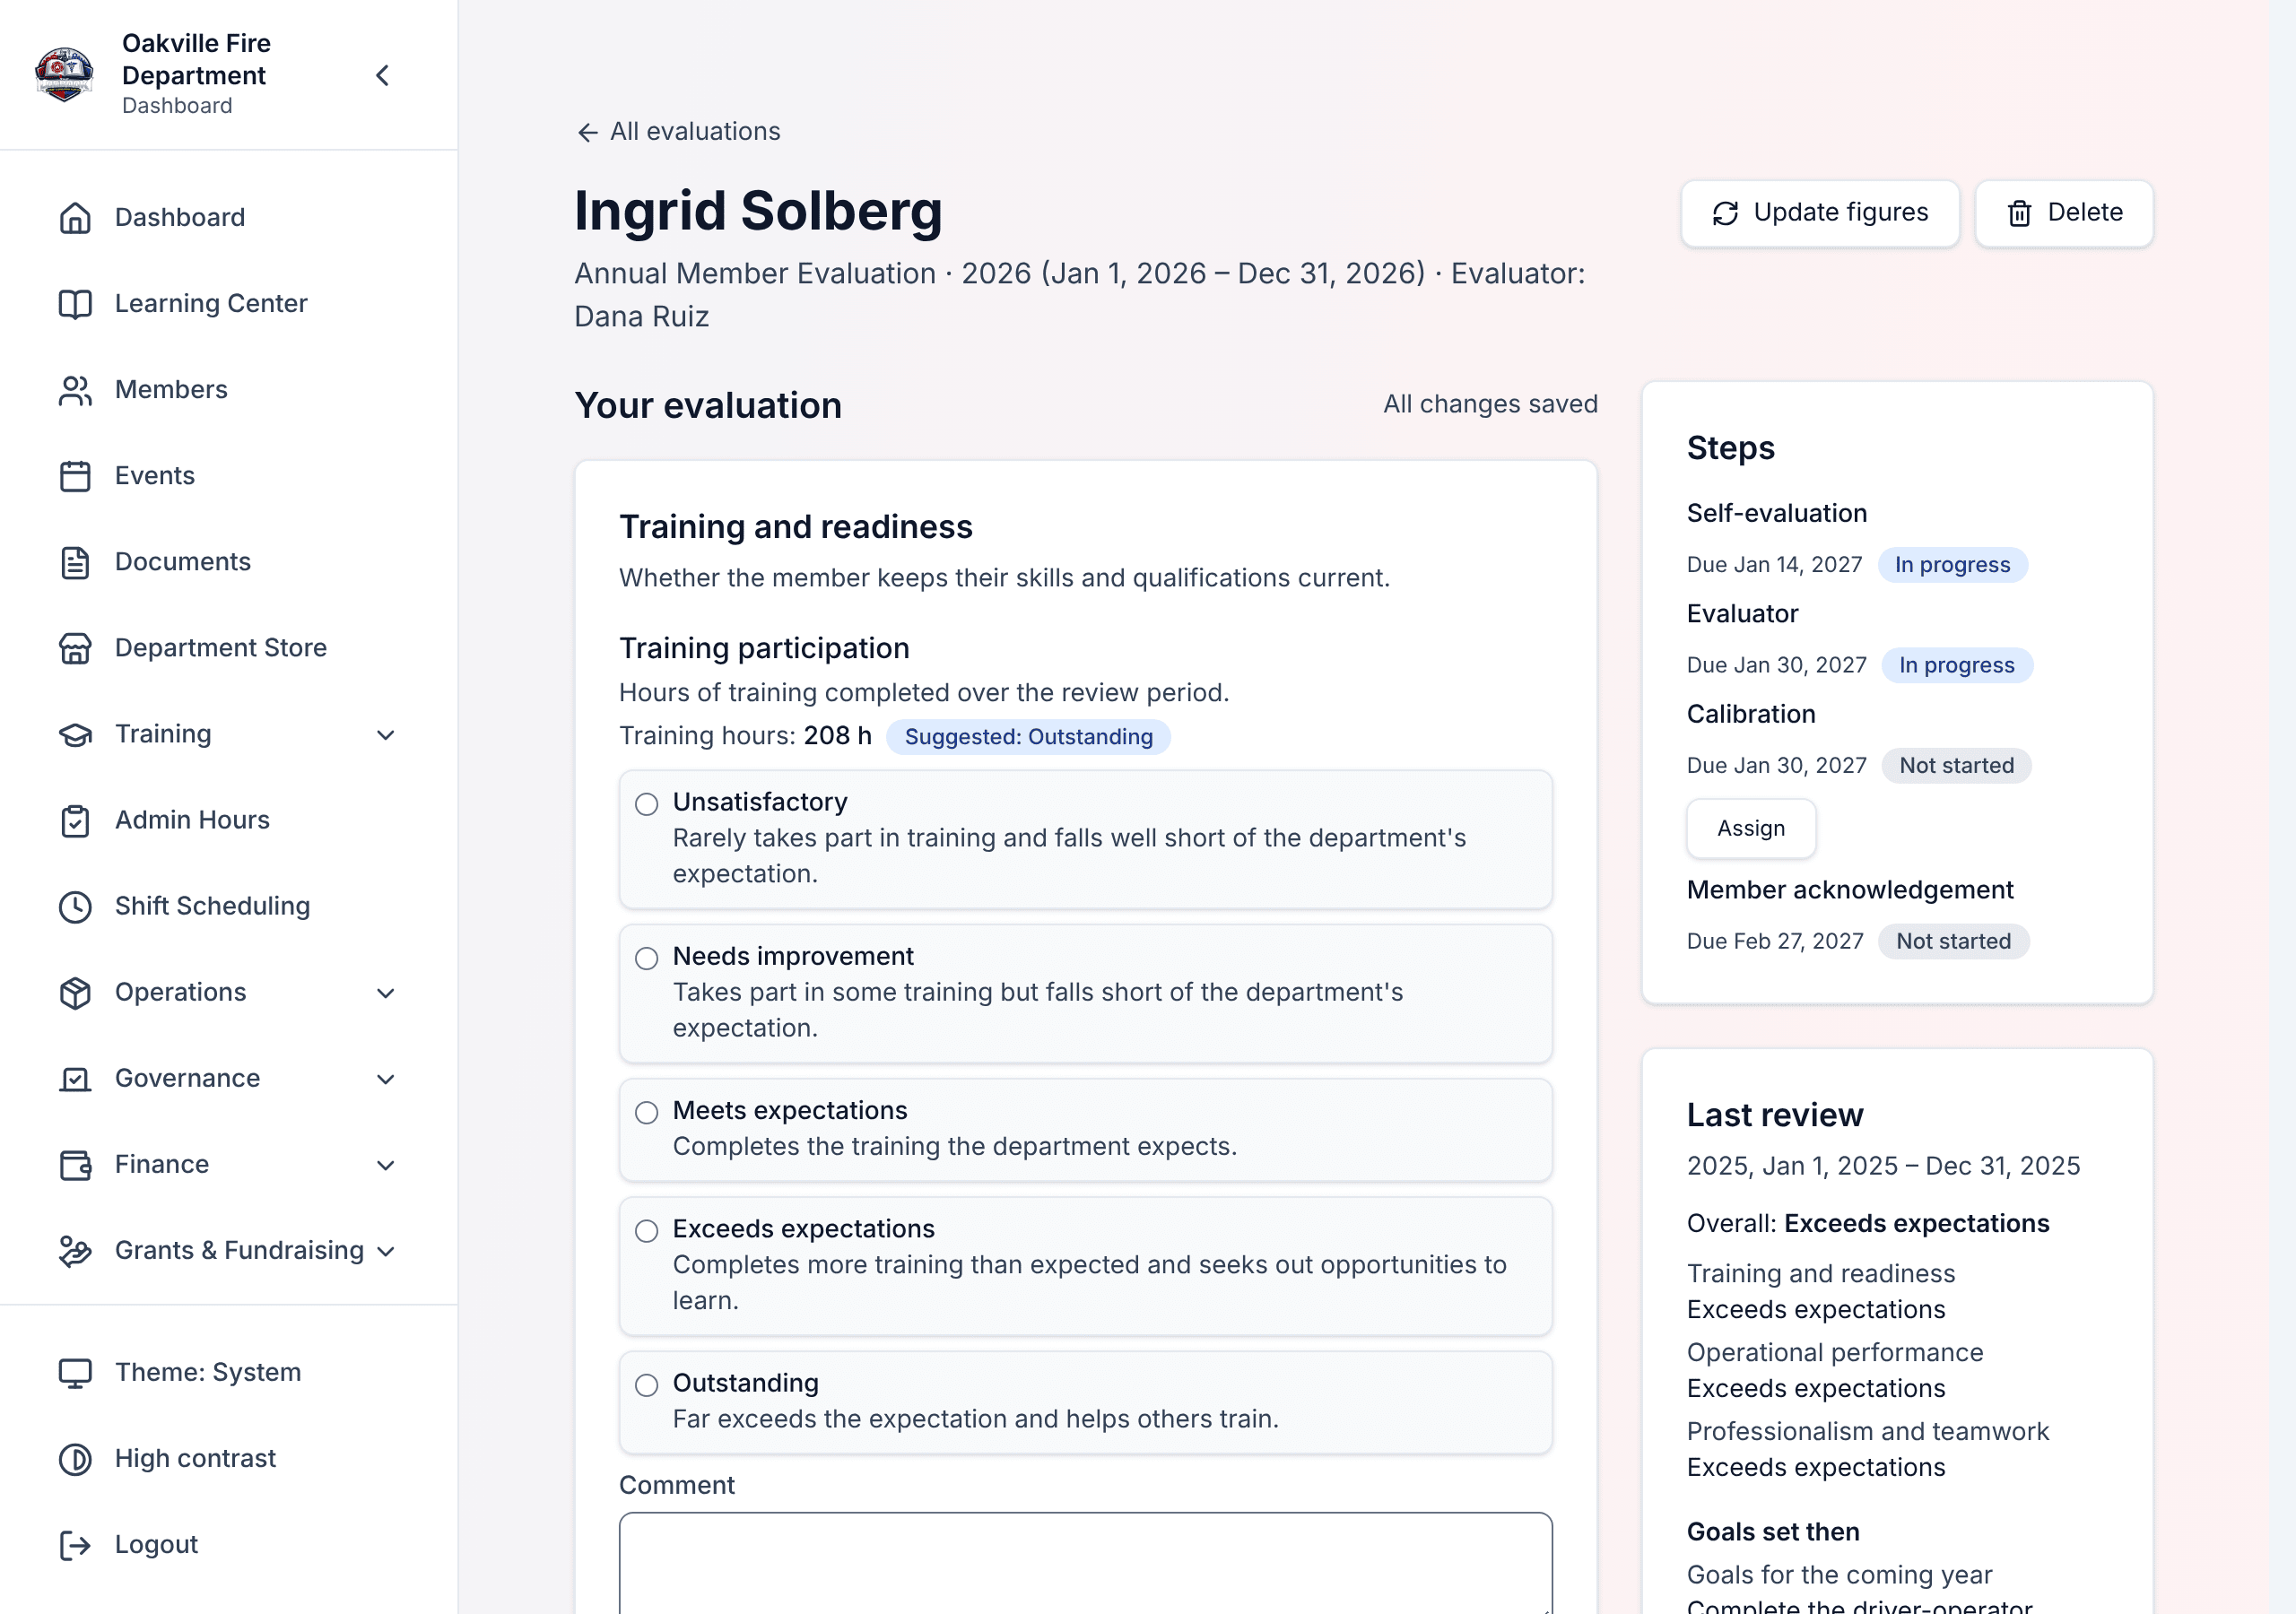 Oakville Fire
Department
Dashboard
Dashboard
Learning Center
Members
Events
Documents
Department Store
Training
Admin Hours
Shift Scheduling
Operations
Governance
Finance
Grants & Fundraising
Theme: System
High contrast
Logout
All evaluations
Ingrid Solberg
Annual Member Evaluation · 2026 (Jan 1, 2026 – Dec 31, 2026) · Evaluator:
Dana Ruiz
Update figures
Delete
Your evaluation
All changes saved
Training and readiness
Whether the member keeps their skills and qualifications current.
Training participation
Hours of training completed over the review period.
Training hours: 208 h Suggested: Outstanding
Unsatisfactory
Rarely takes part in training and falls well short of the department's
expectation.
Needs improvement
Takes part in some training but falls short of the department's
expectation.
Meets expectations
Completes the training the department expects.
Exceeds expectations
Completes more training than expected and seeks out opportunities to
learn.
Outstanding
Far exceeds the expectation and helps others train.
Comment
Steps
Self-evaluation
Due Jan 14, 2027 In progress
Evaluator
Due Jan 30, 2027 In progress
Calibration
Due Jan 30, 2027 Not started
Assign
Member acknowledgement
Due Feb 27, 2027 Not started
Last review
2025, Jan 1, 2025 – Dec 31, 2025
Overall: Exceeds expectations
Training and readiness
Exceeds expectations
Operational performance
Exceeds expectations
Professionalism and teamwork
Exceeds expectations
Goals set then
Goals for the coming year
Complete the driver-operator